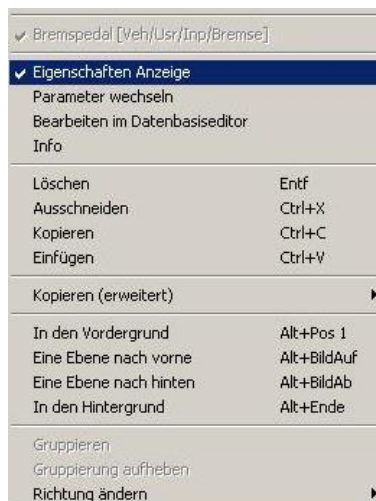 Bremspedal [Veh/Usr/Inp/Bremse]
Eigenschaften Anzeige
Parameter wechseln
Bearbeiten im Datenbasiseditor
Info
Löschen Entf
Ausschneiden Ctrl+X
Kopieren Ctrl+C
Einfügen Ctrl+V
Kopieren (erweitert)
In den Vordergrund Alt+Pos 1
Eine Ebene nach vorne Alt+BildAuf
Eine Ebene nach hinten Alt+BildAb
In den Hintergrund Alt+Ende
Gruppieren
Gruppierung aufheben
Richtung ändern